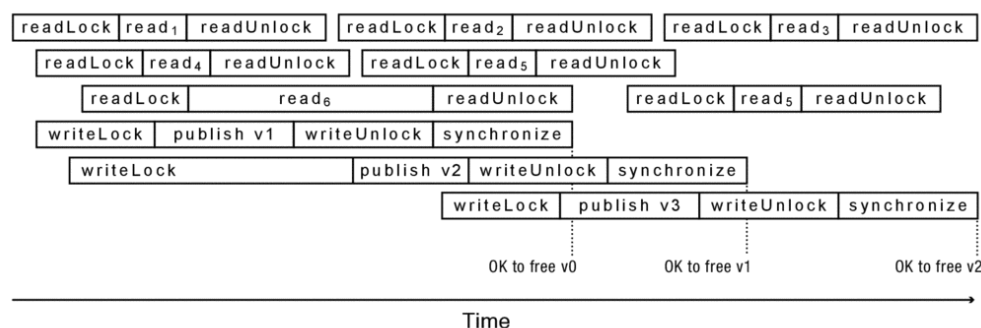 readLock read₁ readUnlock readLock read₂ readUnlock readLock read₃ readUnlock
readLock read₄ readUnlock readLock read₅ readUnlock
readLock read₆ readUnlock readLock read₅ readUnlock
writeLock publish v1 writeUnlock synchronize
writeLock publish v2 writeUnlock synchronize
writeLock publish v3 writeUnlock synchronize
OK to free v0 OK to free v1 OK to free v2
Time